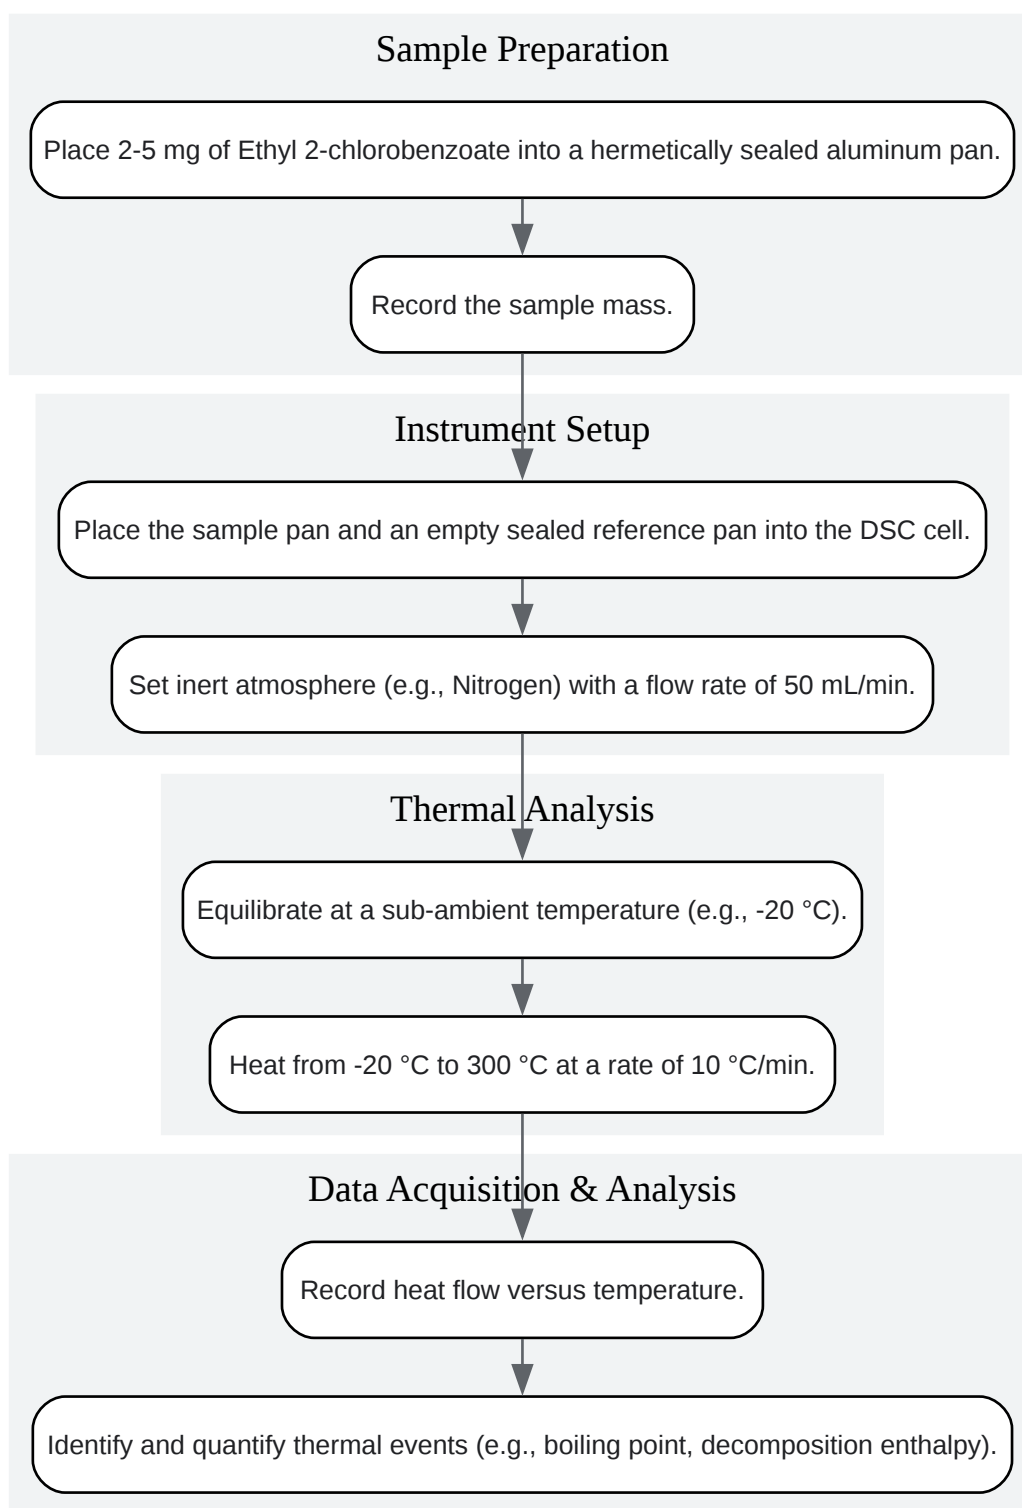 Sample Preparation
Place 2-5 mg of Ethyl 2-chlorobenzoate into a hermetically sealed aluminum pan.
Record the sample mass.
Instrument Setup
Place the sample pan and an empty sealed reference pan into the DSC cell.
Set inert atmosphere (e.g., Nitrogen) with a flow rate of 50 mL/min.
Thermal Analysis
Equilibrate at a sub-ambient temperature (e.g., -20 °C).
Heat from -20 °C to 300 °C at a rate of 10 °C/min.
Data Acquisition & Analysis
Record heat flow versus temperature.
Identify and quantify thermal events (e.g., boiling point, decomposition enthalpy).